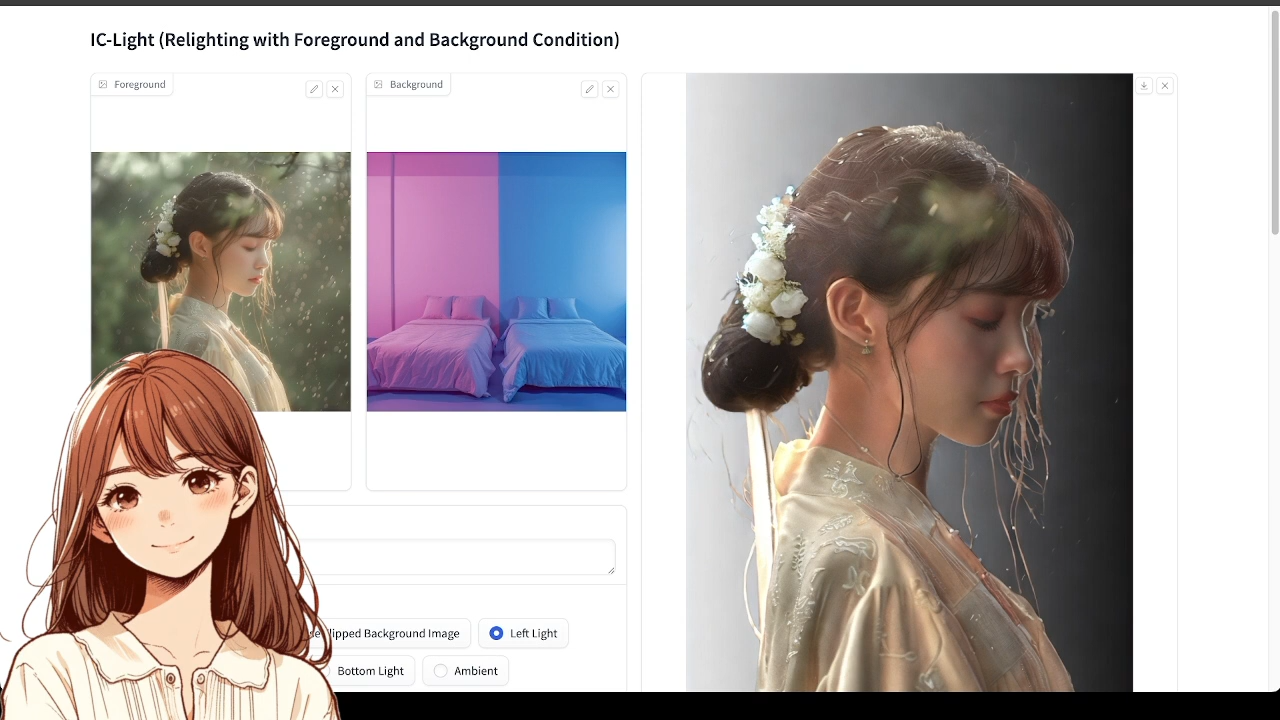 IC-Light (Relighting with Foreground and Background Condition)
Foreground
Background
lipped Background Image
Left Light
Bottom Light
Ambient